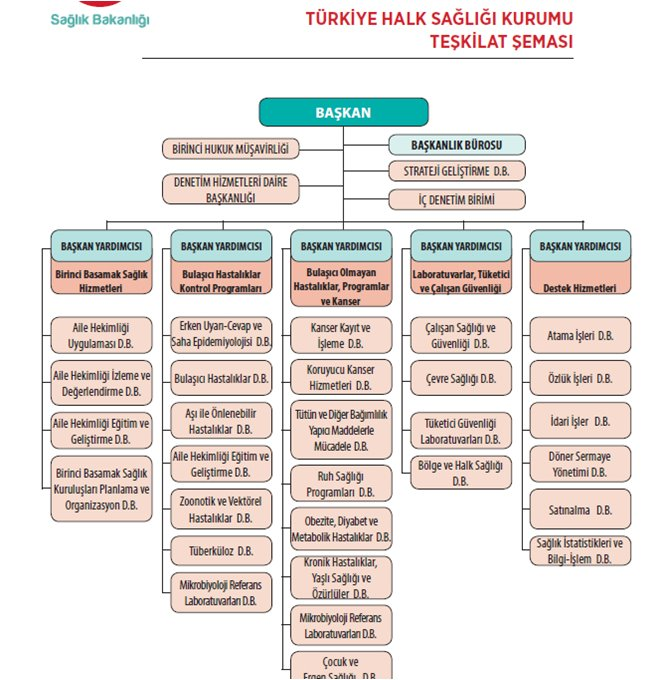 Sağlık Bakanlığı
TÜRKİYE HALK SAĞLIĞI KURUMU
TEŞKİLAT ŞEMASI
BAŞKAN
BİRİNCİ HUKUK MÜŞAVİRLİĞİ
BAŞKANLIK BÜROSU
DENETİM HİZMETLERİ DAİRE
BAŞKANLIĞI
STRATEJİ GELİŞTİRME D.B.
İÇ DENETİM BİRİMİ
BAŞKAN YARDIMCISI
Birinci Basamak Sağlık
Hizmetleri
Aile Hekimliği
Uygulaması D.B.
Aile Hekimliği İzleme ve
Değerlendirme D.B.
Aile Hekimliği Eğitim ve
Geliştirme D.B.
Birinci Basamak Sağlık
Kuruluşları Planlama ve
Organizasyon D.B.
BAŞKAN YARDIMCISI
Bulaşıcı Hastalıklar
Kontrol Programları
Erken Uyarı-Cevap ve
Saha Epidemiyolojisi D.B.
Bulaşıcı Hastalıklar D.B.
Aşı ile Önlenebilir
Hastalıklar D.B.
Aile Hekimliği Eğitim ve
Geliştirme D.B.
Zoonotik ve Vektörel
Hastalıklar D.B.
Tüberküloz D.B.
Mikrobiyoloji Referans
Laboratuvarları D.B.
BAŞKAN YARDIMCISI
Bulaşıcı Olmayan
Hastalıklar, Programlar
ve Kanser
Kanser Kayıt ve
İşleme D.B.
Koruyucu Kanser
Hizmetleri D.B.
Tütün ve Diğer Bağımlılık
Yapıcı Maddelerle
Mücadele D.B.
Ruh Sağlığı
Programları D.B.
Obezite, Diyabet ve
Metabolik Hastalıklar D.B.
Kronik Hastalıklar,
Yaşlı Sağlığı ve
Özürlüler D.B.
Mikrobiyoloji Referans
Laboratuvarları D.B.
Çocuk ve
Ergen Sağlığı D.B.
BAŞKAN YARDIMCISI
Laboratuvarlar, Tüketici
ve Çalışan Güvenliği
Çalışan Sağlığı ve
Güvenliği D.B.
Çevre Sağlığı D.B.
Tüketici Güvenliği
Laboratuvarları D.B.
Bölge ve Halk Sağlığı
D.B.
BAŞKAN YARDIMCISI
Destek Hizmetleri
Atama İşleri D.B.
Özlük İşleri D.B.
İdari İşler D.B.
Döner Sermaye
Yönetimi D.B.
Satınalma D.B.
Sağlık İstatistikleri ve
Bilgi-İşlem D.B.